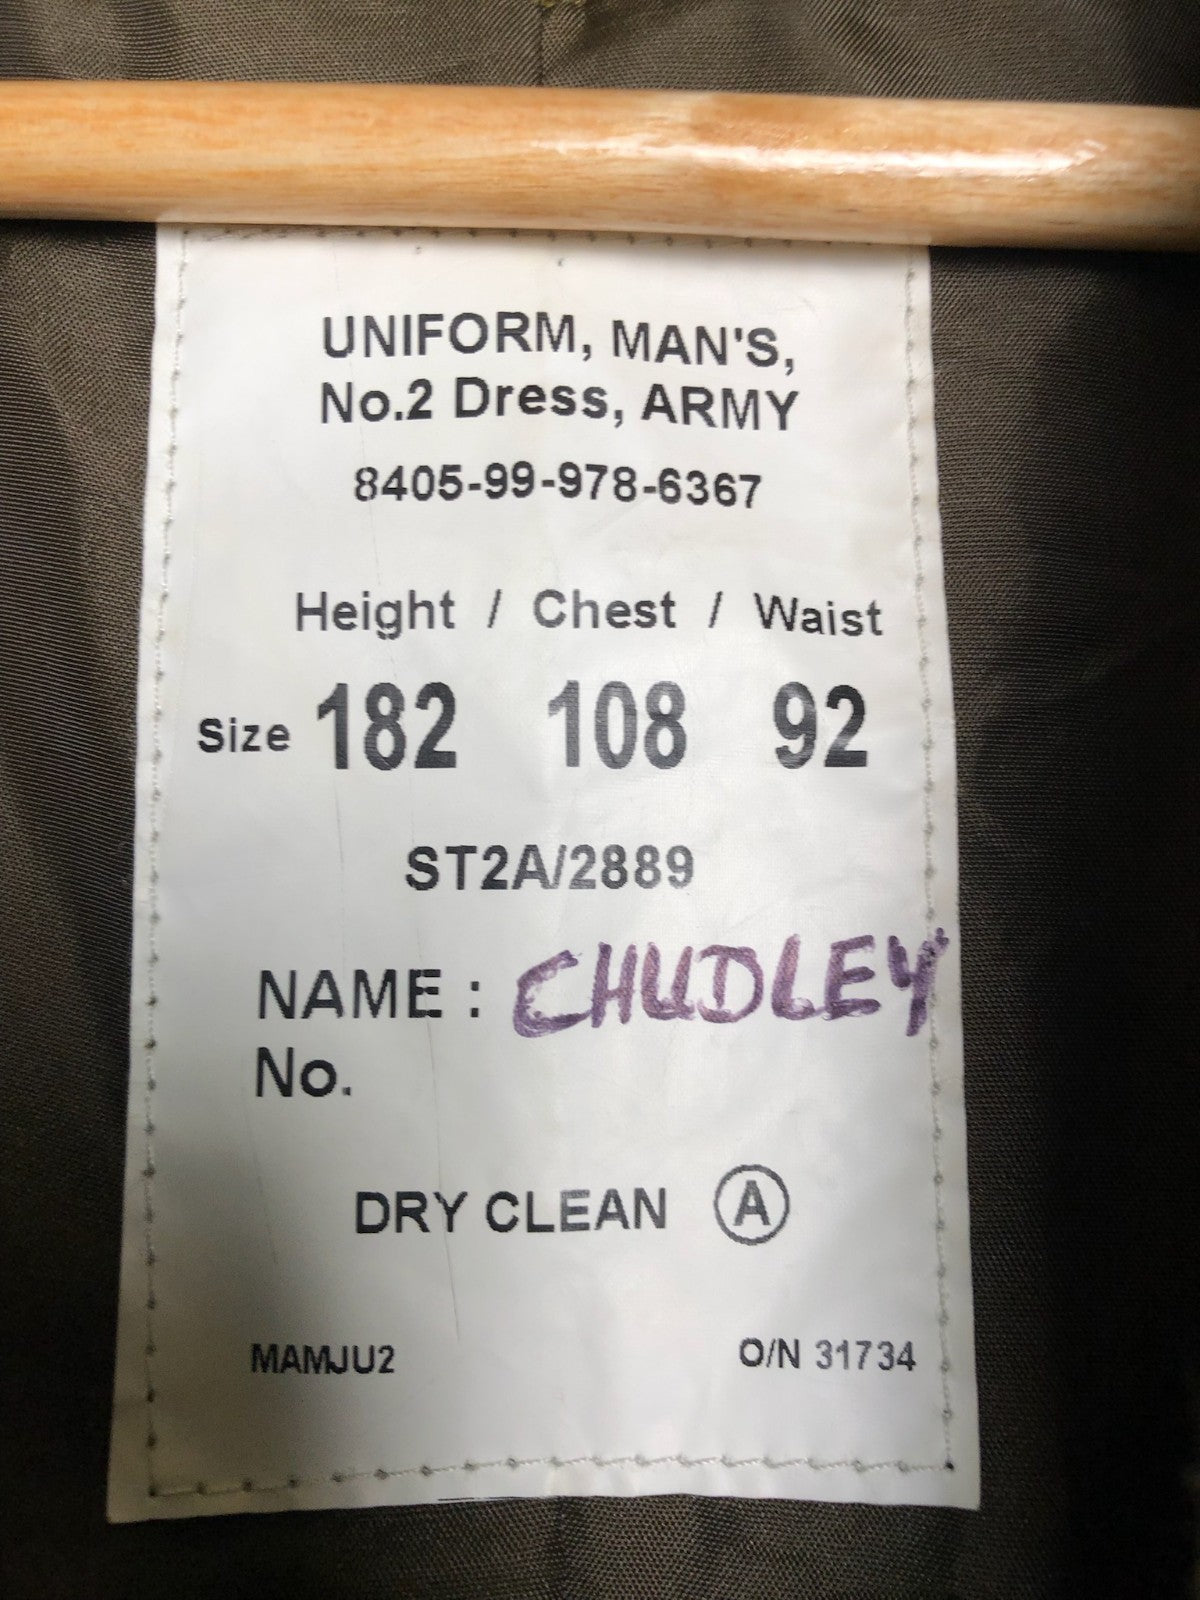 UNIFORM, MAN'S,
No.2 Dress, ARMY
8405-99-978-6367
Height / Chest / Waist
Size 182 108 92
ST2A/2889
NAME : CHUDLEY
No.
DRY CLEAN Ⓐ
MAMJU2 O/N 31734